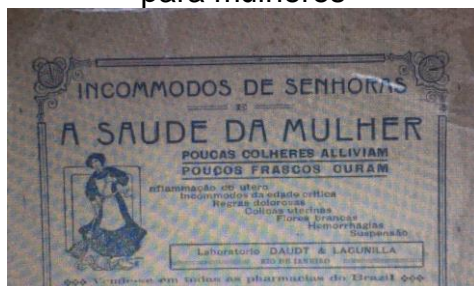 para mulheres
INCOMMODOS DE SENHORAS
A SAUDE DA MULHER
POUCAS COLHERES ALLIVIAM
POUCOS FRASCOS CURAM
Inflammação do utero
Incommodos da edade critica
Regras dolorosas
Colicas uterinas
Flores brancas
Hemorrhagias
Suspensão
Laboratorio DAUDT & LAGUNILLA
RIO DE JANEIRO
Vende-se em todas as pharmacias do Brazil